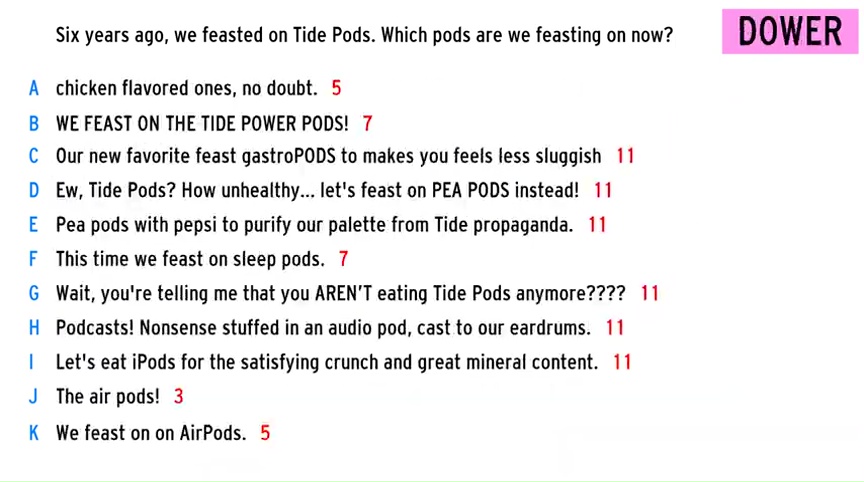 Six years ago, we feasted on Tide Pods. Which pods are we feasting on now?
DOWER
A chicken flavored ones, no doubt. 5
B WE FEAST ON THE TIDE POWER PODS! 7
C Our new favorite feast gastroPODS to makes you feels less sluggish 11
D Ew, Tide Pods? How unhealthy... let's feast on PEA PODS instead! 11
E Pea pods with pepsi to purify our palette from Tide propaganda. 11
F This time we feast on sleep pods. 7
G Wait, you're telling me that you AREN'T eating Tide Pods anymore???? 11
H Podcasts! Nonsense stuffed in an audio pod, cast to our eardrums. 11
I Let's eat iPods for the satisfying crunch and great mineral content. 11
J The air pods! 3
K We feast on on AirPods. 5